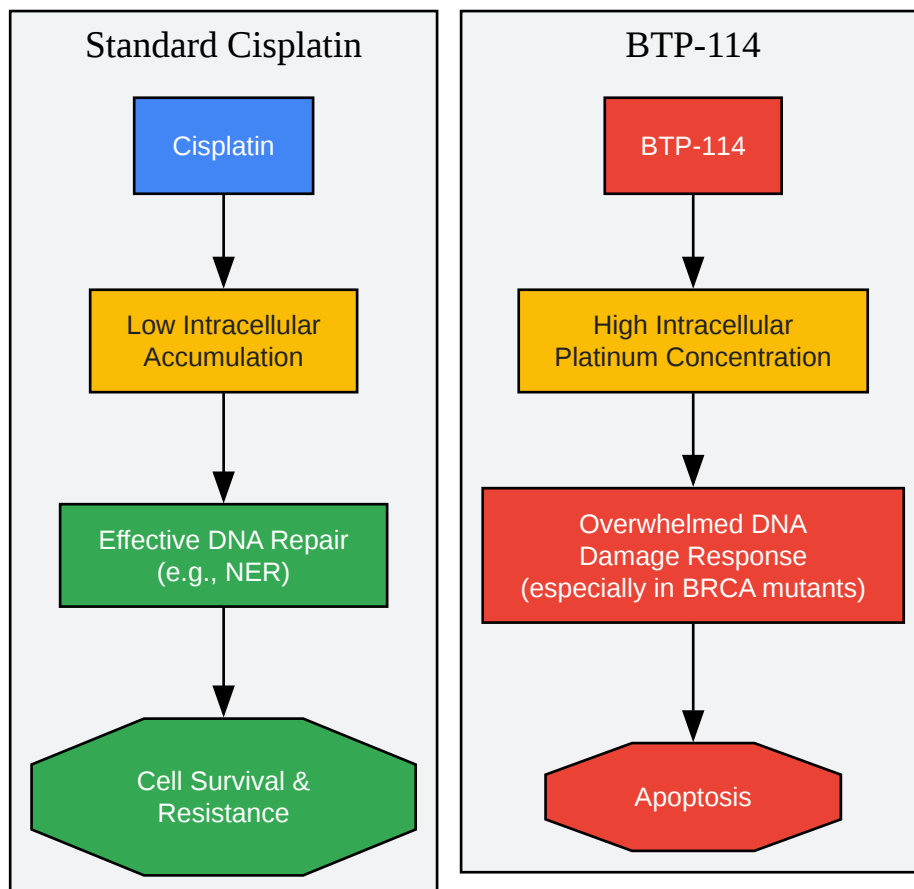 Standard Cisplatin
Cisplatin
Low Intracellular
Accumulation
Effective DNA Repair
(e.g., NER)
Cell Survival &
Resistance
BTP-114
BTP-114
High Intracellular
Platinum Concentration
Overwhelmed DNA
Damage Response
(especially in BRCA mutants)
Apoptosis